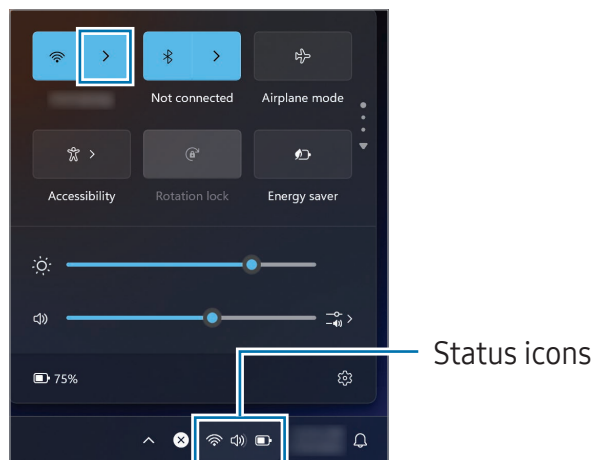 Not connected
Airplane mode
Accessibility
Rotation lock
Energy saver
75%
Status icons